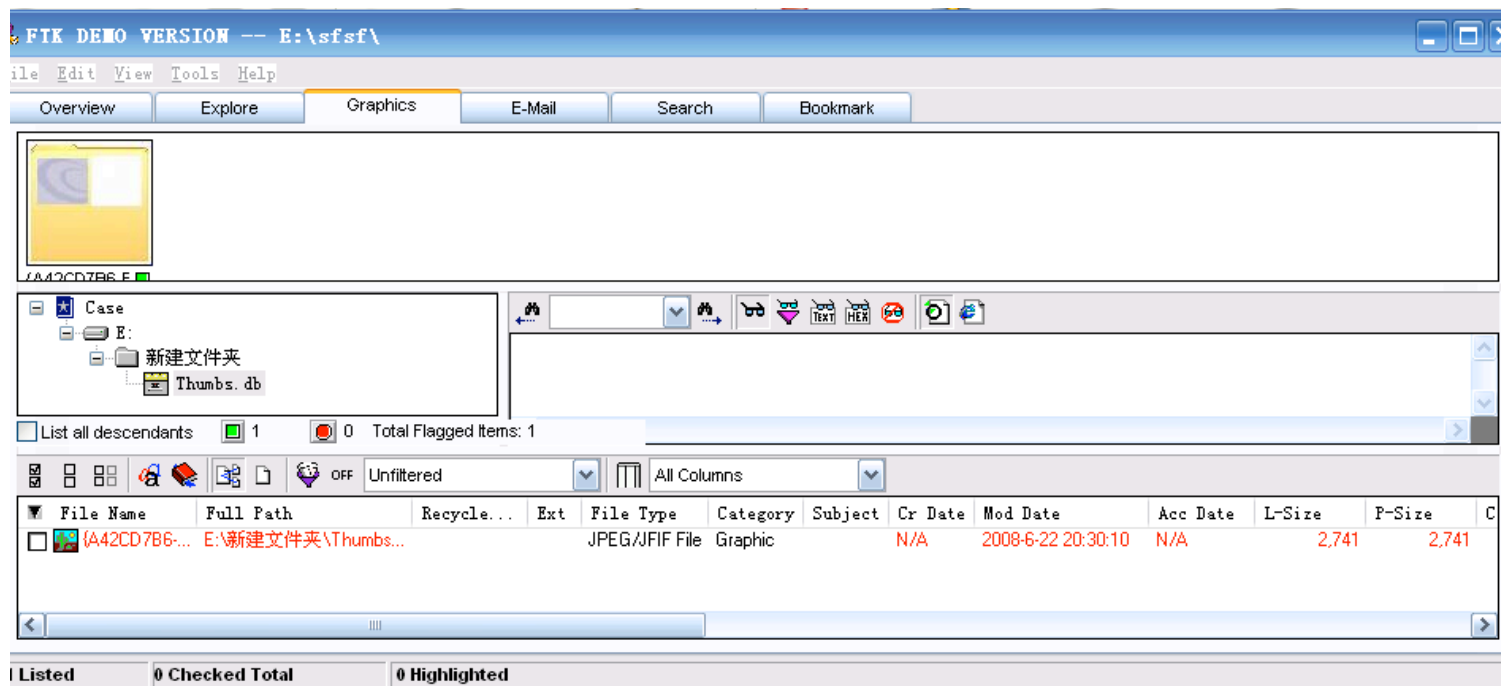 FTK DEMO VERSION -- E:\sfsf\
ile Edit View Tools Help
Overview Explore Graphics E-Mail Search Bookmark
Case
E:
新建文件夹
Thumbs.db
TEXT HEX
List all descendants 1 0 Total Flagged Items: 1
OFF Unfiltered All Columns
File Name Full Path Recycle... Ext File Type Category Subject Cr Date Mod Date Acc Date L-Size P-Size C
{A42CD7B6-... E:\新建文件夹\Thumbs... JPEG/JFIF File Graphic N/A 2008-6-22 20:30:10 N/A 2,741 2,741
Listed 0 Checked Total 0 Highlighted